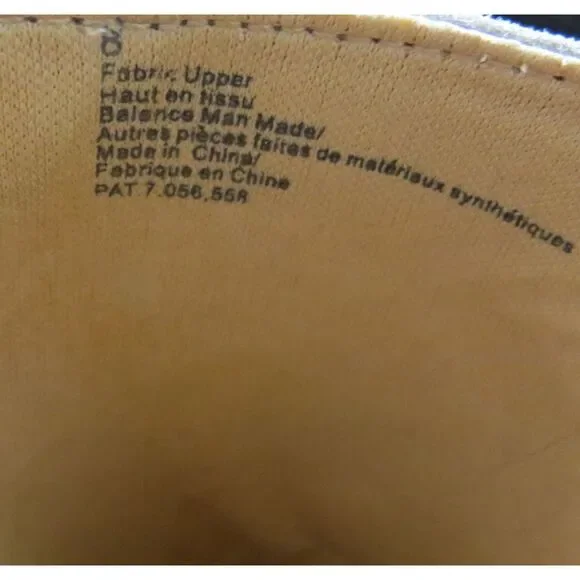 Fabric Upper
Haut en tissu
Balance Man Made/
Autres pièces faites de matériaux synthétiques
Made in China/
Fabrique en Chine
PAT 7.056,558